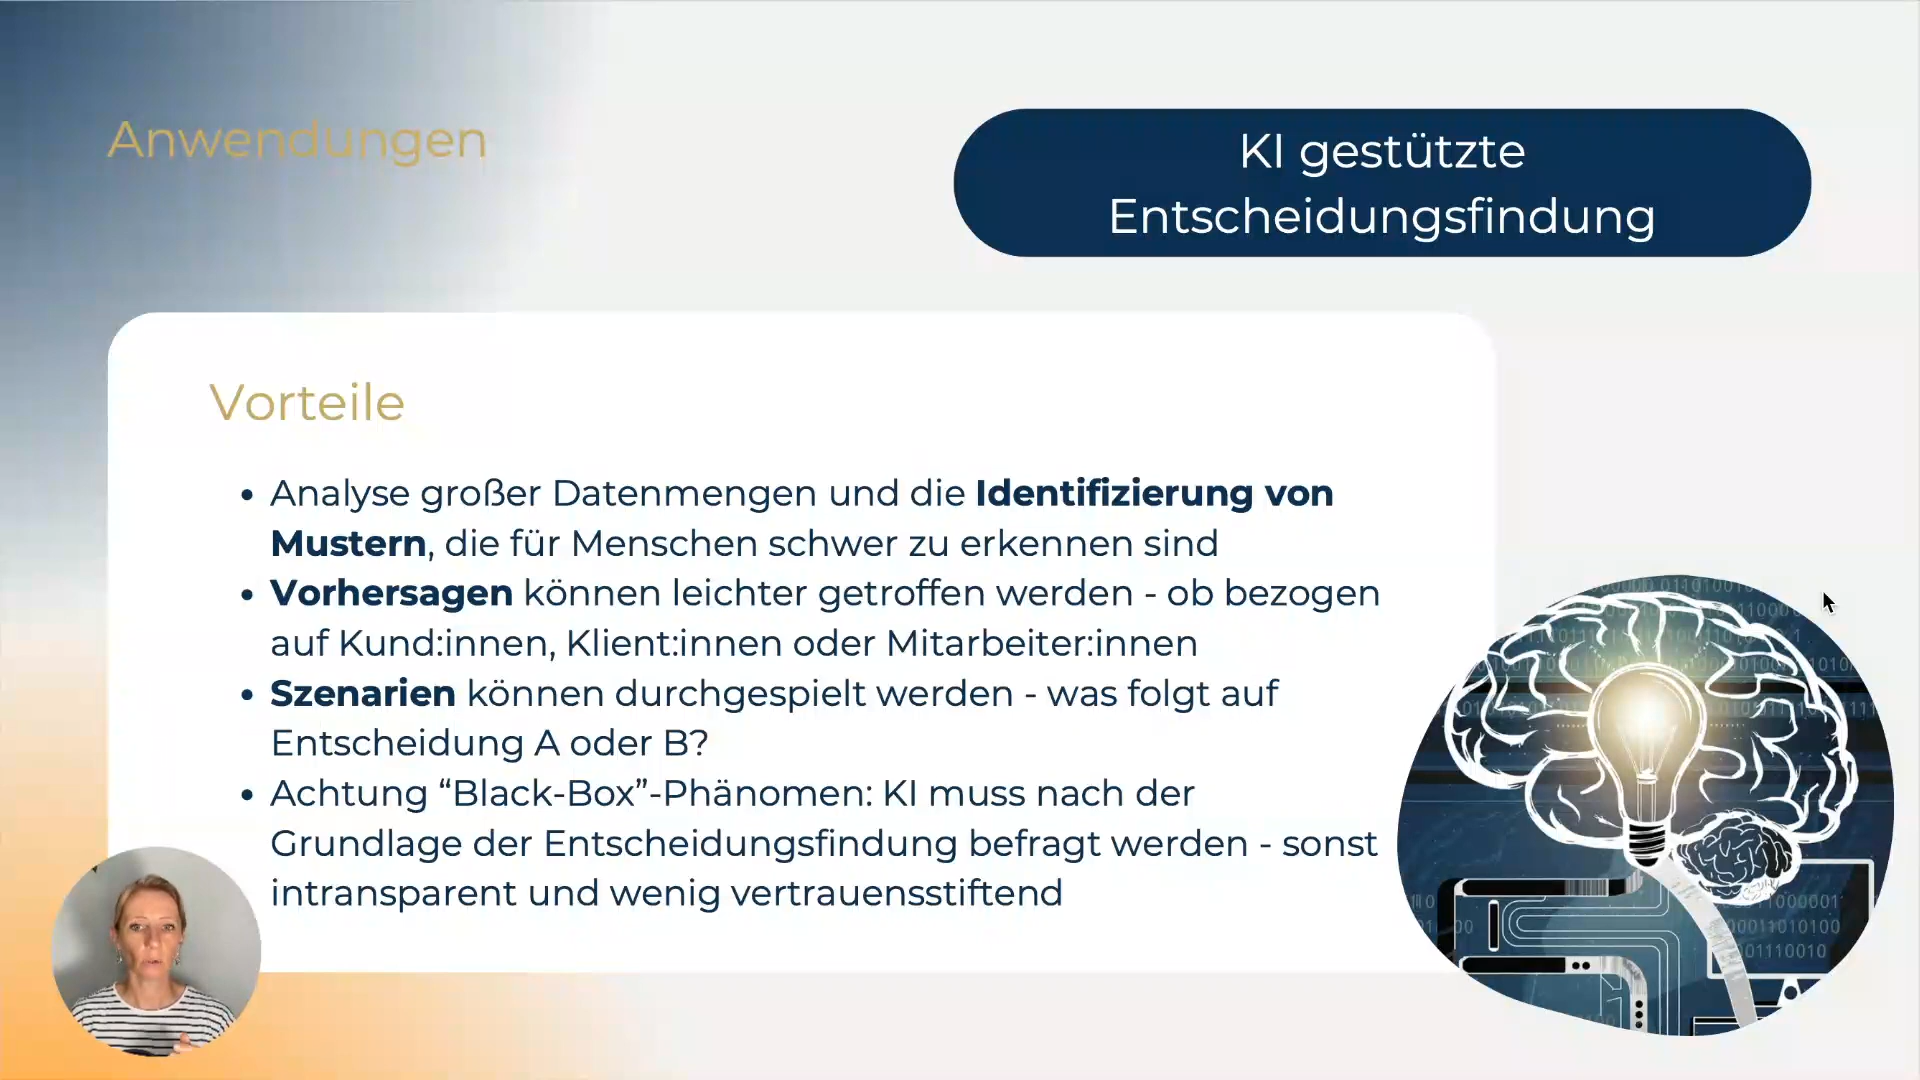 Anwendungen
KI gestützte
Entscheidungsfindung
Vorteile
• Analyse großer Datenmengen und die Identifizierung von
Mustern, die für Menschen schwer zu erkennen sind
• Vorhersagen können leichter getroffen werden - ob bezogen
auf Kund:innen, Klient:innen oder Mitarbeiter:innen
• Szenarien können durchgespielt werden - was folgt auf
Entscheidung A oder B?
• Achtung “Black-Box”-Phänomen: KI muss nach der
Grundlage der Entscheidungsfindung befragt werden - sonst
intransparent und wenig vertrauensstiftend